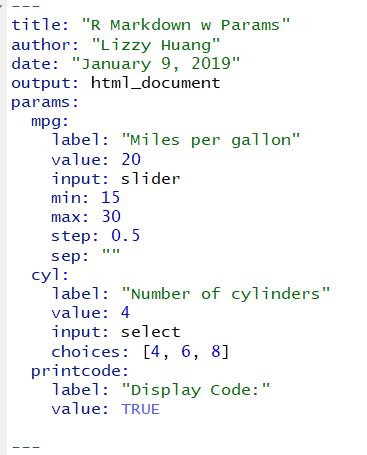 ---
title: "R Markdown w Params"
author: "Lizzy Huang"
date: "January 9, 2019"
output: html_document
params:
  mpg:
    label: "Miles per gallon"
    value: 20
    input: slider
    min: 15
    max: 30
    step: 0.5
    sep: ""
  cyl:
    label: "Number of cylinders"
    value: 4
    input: select
    choices: [4, 6, 8]
  printcode:
    label: "Display Code:"
    value: TRUE

---